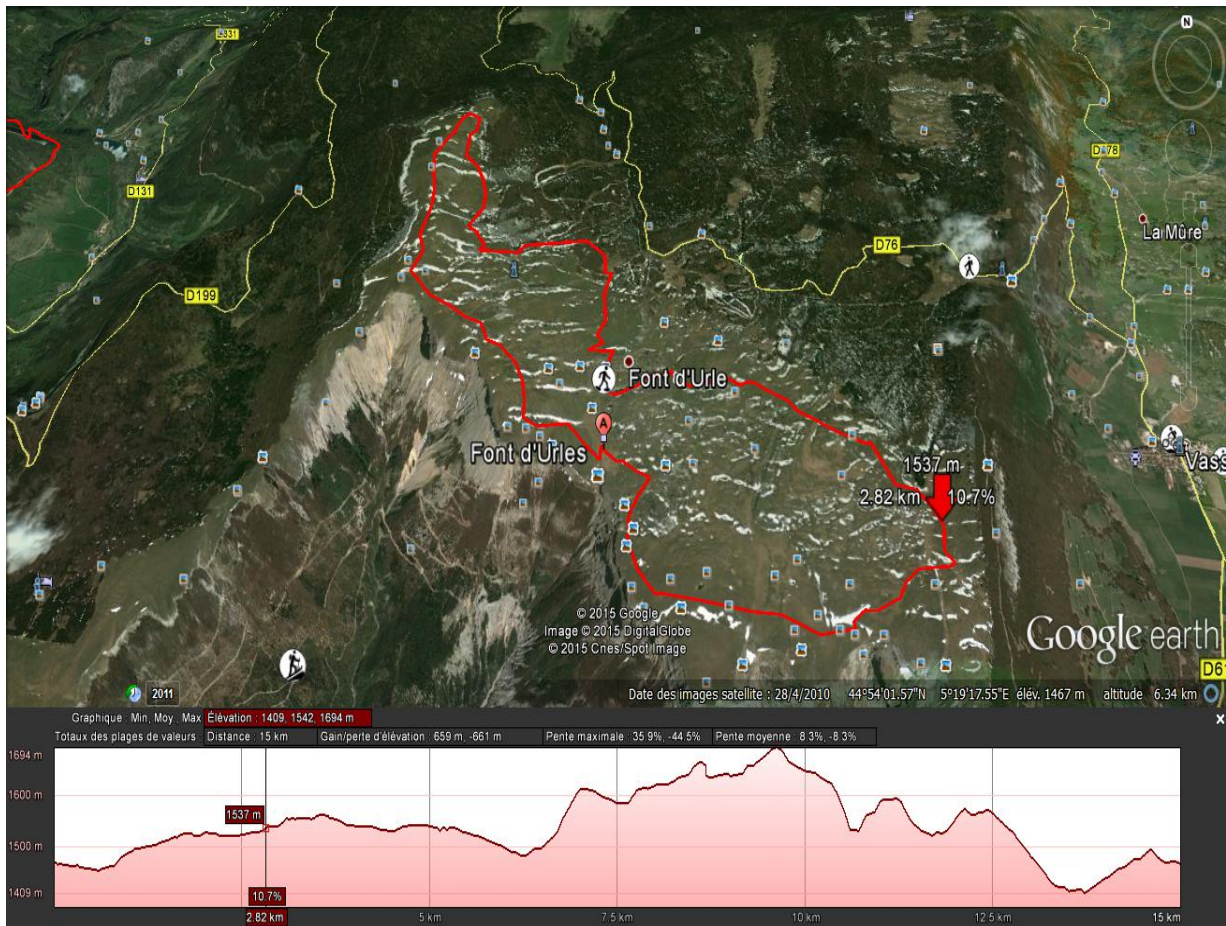 N
D331
D78
D131
La Mûre
D76
D199
Font d'Urle
A
Font d'Urles
1537 m
2.82 km 10.7%
Vass
© 2015 Google
Image © 2015 DigitalGlobe
© 2015 Cnes/Spot Image
Google earth
D61
2011
Date des images satellite : 28/4/2010 44°54'01.57"N 5°19'17.55"E élév. 1467 m altitude 6.34 km
Graphique : Min, Moy., Max Élévation : 1409, 1542, 1694 m
x
Totaux des plages de valeurs : Distance : 15 km Gain/perte d'élévation : 659 m, -661 m Pente maximale : 35.9%, -44.5% Pente moyenne : 8.3%, -8.3%
1694 m
1600 m
1537 m
1500 m
1409 m
10.7%
2.82 km 5 km 7.5 km 10 km 12.5 km 15 km